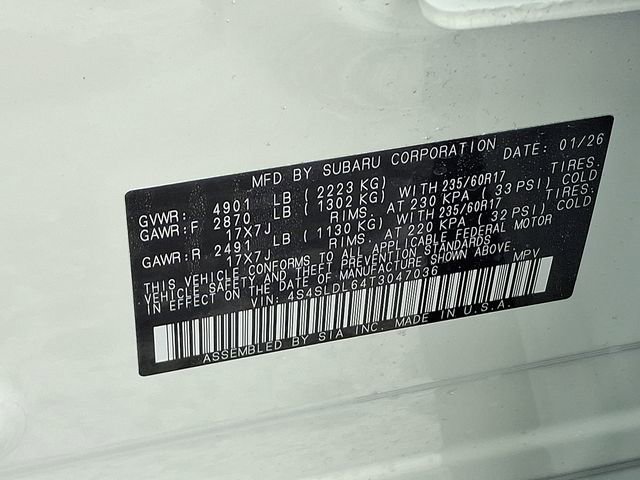 MFD BY SUBARU CORPORATION DATE: 01/26
GVWR: 4901 LB ( 2223 KG)
GAWR:F 2870 LB ( 1302 KG) WITH 235/60R17 TIRES.
17X7J RIMS. AT 230 KPA ( 33 PSI) COLD
GAWR:R 2491 LB ( 1130 KG) WITH 235/60R17 TIRES.
17X7J RIMS. AT 220 KPA ( 32 PSI) COLD
THIS VEHICLE CONFORMS TO ALL APPLICABLE FEDERAL MOTOR
VEHICLE SAFETY AND THEFT PREVENTION STANDARDS
IN EFFECT ON THE DATE OF MANUFACTURE SHOWN ABOVE.
VIN: 4S4SLDL64T3047036 MPV
ASSEMBLED BY SIA INC. MADE IN U.S.A.